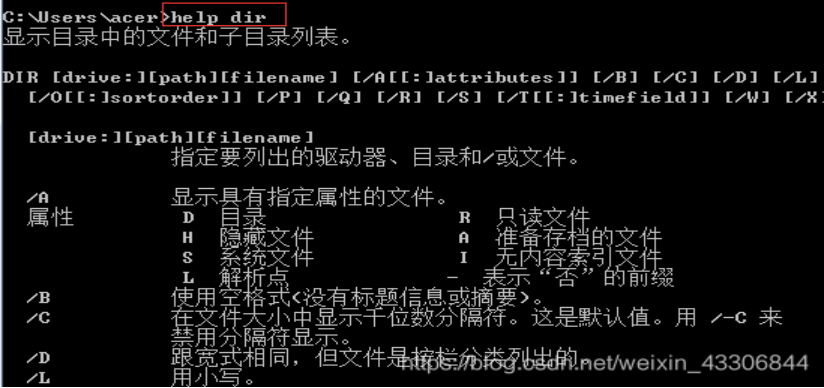 C:\Users\acer>help dir
显示目录中的文件和子目录列表。
DIR [drive:][path][filename] [/A[[:]attributes]] [/B] [/C] [/D] [/L]
[/O[[:]sortorder]] [/P] [/Q] [/R] [/S] [/T[[:]timefield]] [/W] [/X
[drive:][path][filename]
指定要列出的驱动器、目录和/或文件。
/A 显示具有指定属性的文件。
属性 D 目录 R 只读文件
H 隐藏文件 A 准备存档的文件
S 系统文件 I 无内容索引文件
L 解析点 - 表示“否”的前缀
/B 使用空格式(没有标题信息或摘要)。
/C 在文件大小中显示千位数分隔符。这是默认值。用 /-C 来
禁用分隔符显示。
/D 跟宽式相同，但文件是按栏分类列出的。
/L 用小写。
https://blog.csdn.net/weixin_43306844